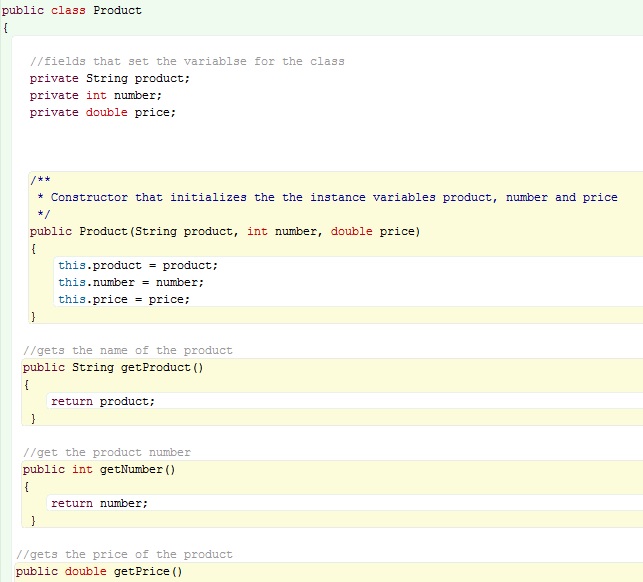 public class Product
{
//fields that set the variablse for the class
private String product;
private int number;
private double price;
/**
* Constructor that initializes the the instance variables product, number and price
*/
public Product(String product, int number, double price)
{
this.product = product;
this.number = number;
this.price = price;
}
//gets the name of the product
public String getProduct()
{
return product;
}
//get the product number
public int getNumber()
{
return number;
}
//gets the price of the product
public double getPrice()